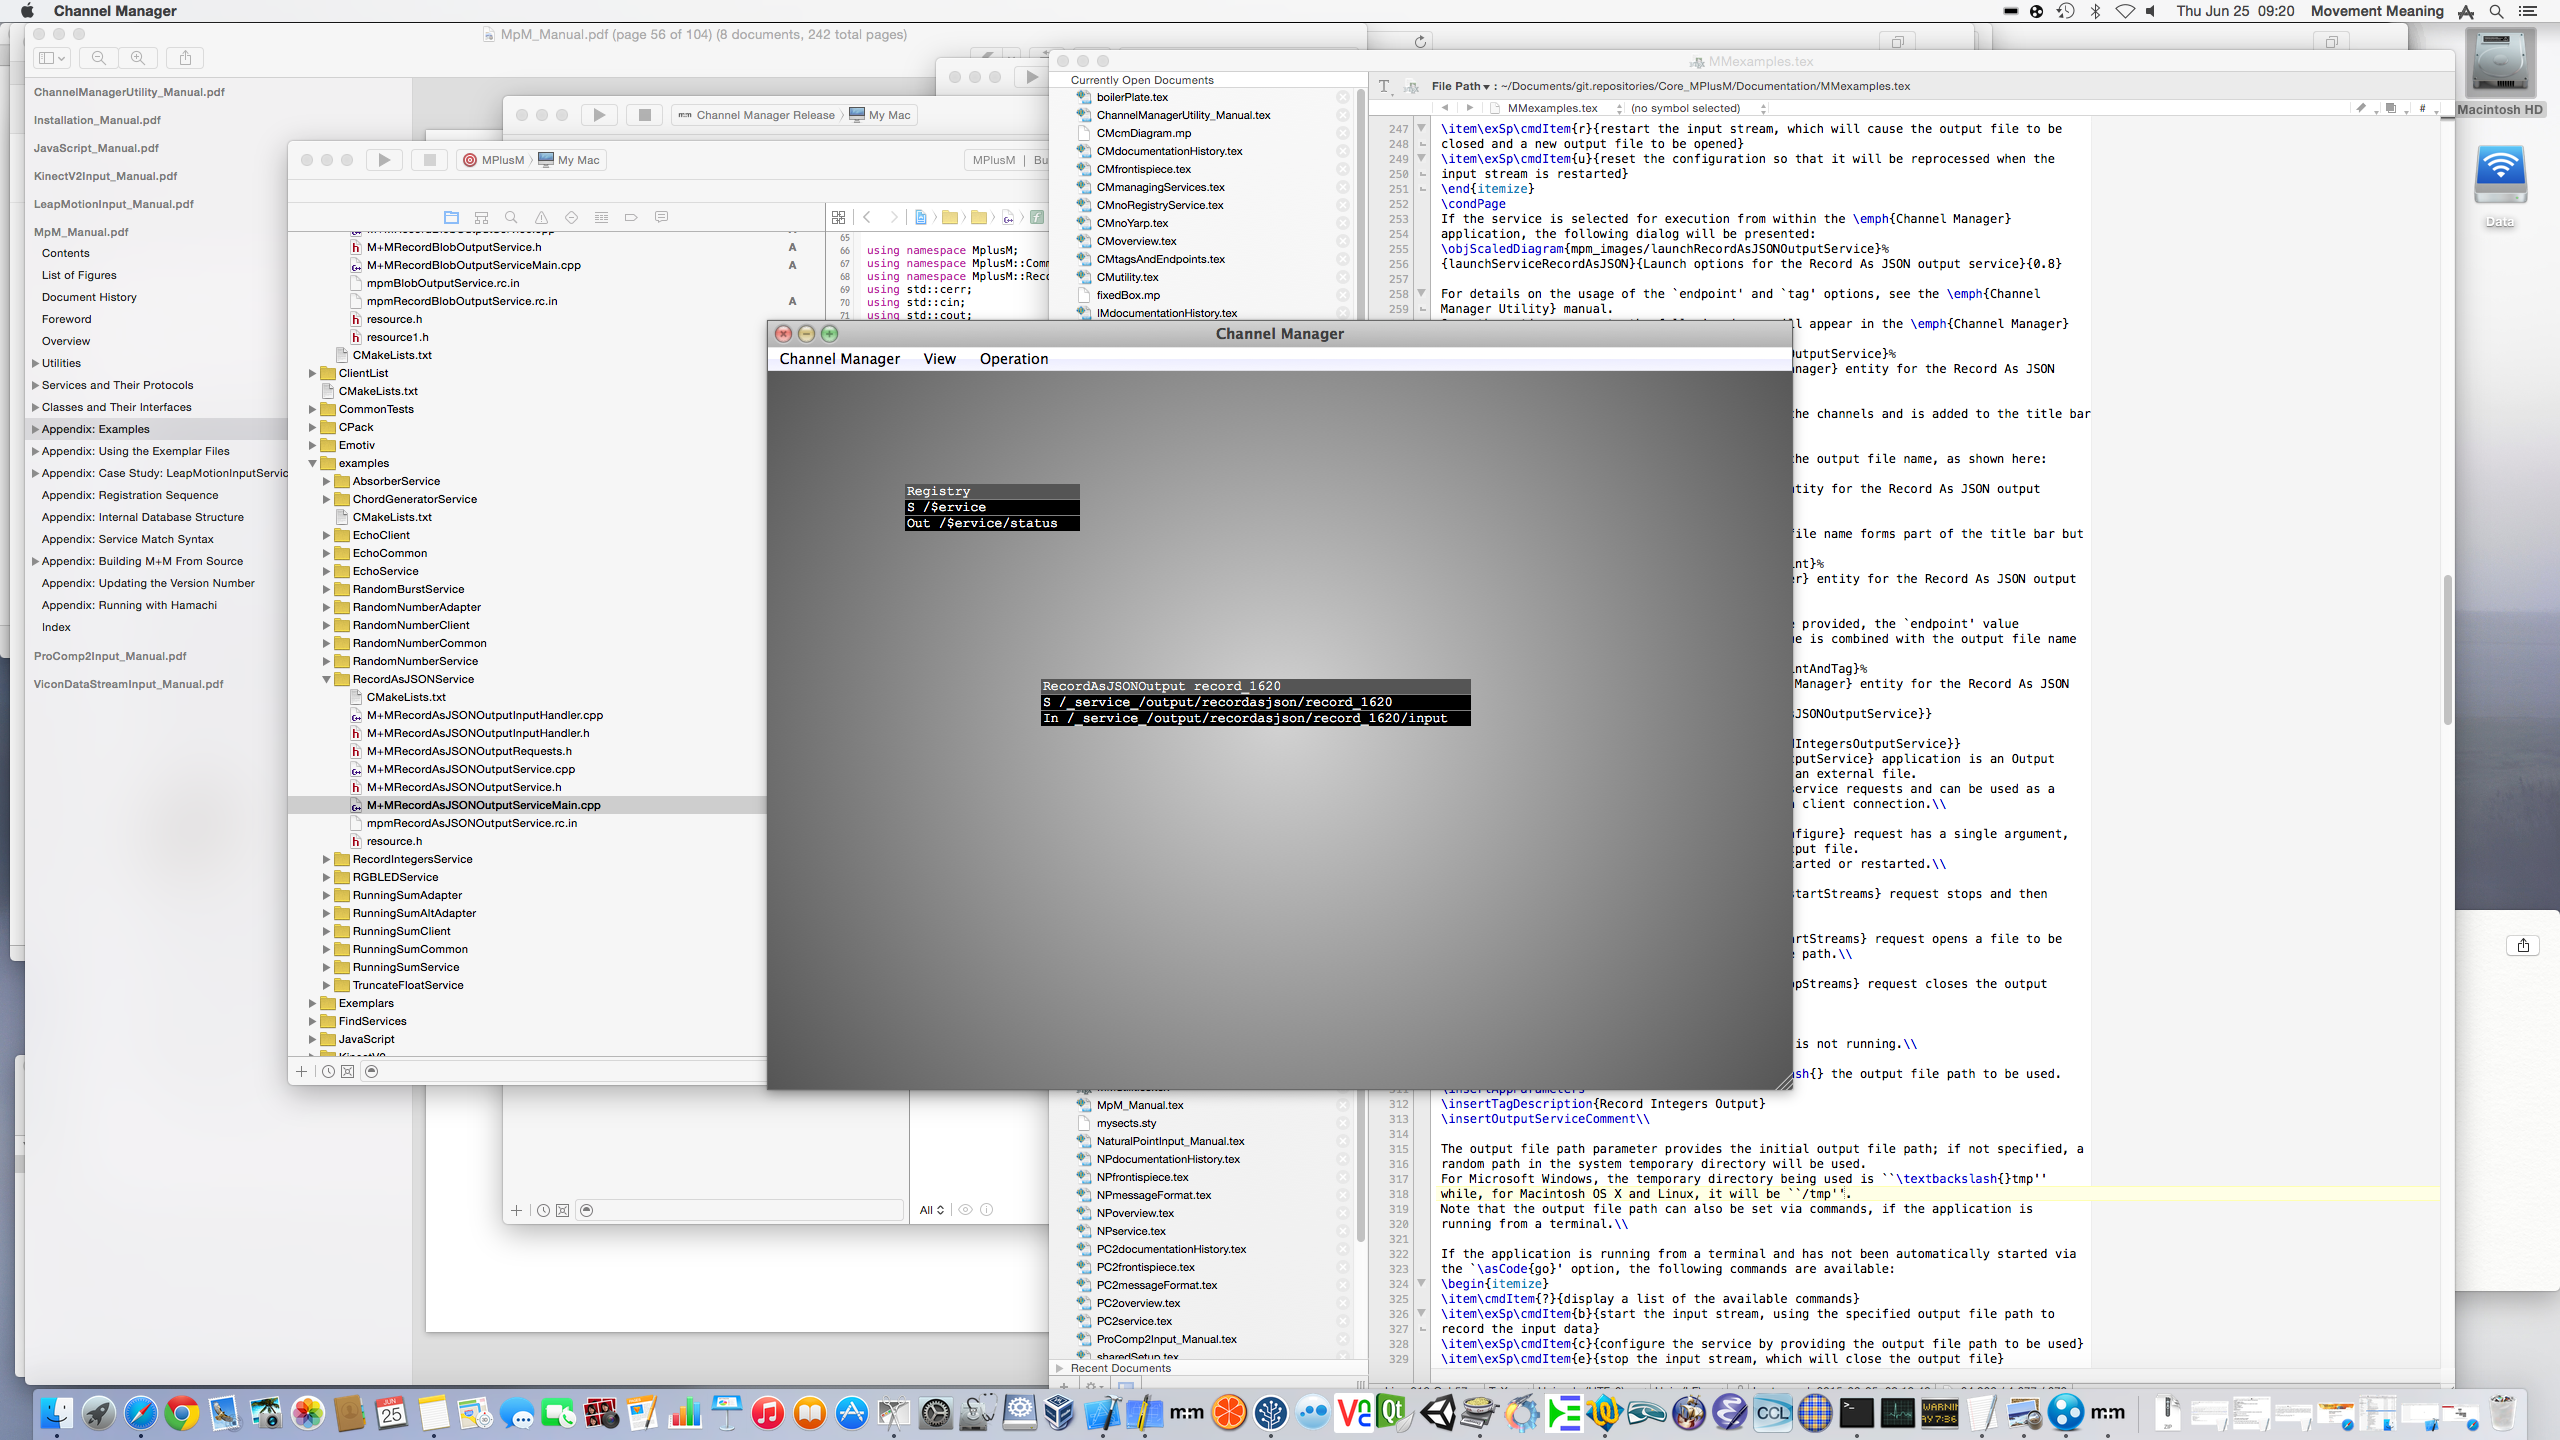 Channel Manager
Thu Jun 25 09:20 Movement Meaning
MpM_Manual.pdf (page 56 of 104) (8 documents, 242 total pages)
ChannelManagerUtility_Manual.pdf
Installation_Manual.pdf
JavaScript_Manual.pdf
KinectV2Input_Manual.pdf
LeapMotionInput_Manual.pdf
MpM_Manual.pdf
Contents
List of Figures
Document History
Foreword
Overview
Utilities
Services and Their Protocols
Classes and Their Interfaces
Appendix: Examples
Appendix: Using the Exemplar Files
Appendix: Case Study: LeapMotionInputServic
Appendix: Registration Sequence
Appendix: Internal Database Structure
Appendix: Service Match Syntax
Appendix: Building M+M From Source
Appendix: Updating the Version Number
Appendix: Running with Hamachi
Index
ProComp2Input_Manual.pdf
ViconDataStreamInput_Manual.pdf
Channel Manager Release My Mac
MPlusM My Mac
MPlusM | Bu
M+MRecordBlobOutputService.h A
M+MRecordBlobOutputServiceMain.cpp A
mpmBlobOutputService.rc.in
mpmRecordBlobOutputService.rc.in A
resource.h
resource1.h
CMakeLists.txt
ClientList
CMakeLists.txt
CommonTests
CPack
Emotiv
examples
AbsorberService
ChordGeneratorService
CMakeLists.txt
EchoClient
EchoCommon
EchoService
RandomBurstService
RandomNumberAdapter
RandomNumberClient
RandomNumberCommon
RandomNumberService
RecordAsJSONService
CMakeLists.txt
M+MRecordAsJSONOutputInputHandler.cpp
M+MRecordAsJSONOutputInputHandler.h
M+MRecordAsJSONOutputRequests.h
M+MRecordAsJSONOutputService.cpp
M+MRecordAsJSONOutputService.h
M+MRecordAsJSONOutputServiceMain.cpp
mpmRecordAsJSONOutputService.rc.in
resource.h
RecordIntegersService
RGBLEDService
RunningSumAdapter
RunningSumAltAdapter
RunningSumClient
RunningSumCommon
RunningSumService
TruncateFloatService
Exemplars
FindServices
JavaScript
65
66 using namespace MplusM;
67 using namespace MplusM::Comm
68 using namespace MplusM::Reco
69 using std::cerr;
70 using std::cin;
71 using std::cout;
All
Channel Manager
Channel Manager View Operation
Registry
S /$ervice
Out /$ervice/status
RecordAsJSONOutput record_1620
S /_service_/output/recordasjson/record_1620
In /_service_/output/recordasjson/record_1620/input
MMexamples.tex
Currently Open Documents
boilerPlate.tex
ChannelManagerUtility_Manual.tex
CMcmDiagram.mp
CMdocumentationHistory.tex
CMfrontispiece.tex
CMmanagingServices.tex
CMnoRegistryService.tex
CMnoYarp.tex
CMoverview.tex
CMtagsAndEndpoints.tex
CMutility.tex
fixedBox.mp
IMdocumentationHistory.tex
MpM_Manual.tex
mysects.sty
NaturalPointInput_Manual.tex
NPdocumentationHistory.tex
NPfrontispiece.tex
NPmessageFormat.tex
NPoverview.tex
NPservice.tex
PC2documentationHistory.tex
PC2frontispiece.tex
PC2messageFormat.tex
PC2overview.tex
PC2service.tex
ProComp2Input_Manual.tex
sharedSetup.tex
Recent Documents
File Path : ~/Documents/git.repositories/Core_MPlusM/Documentation/MMexamples.tex
MMexamples.tex (no symbol selected)
247 \item\exSp\cmdItem{r}{restart the input stream, which will cause the output file to be
248 closed and a new output file to be opened}
249 \item\exSp\cmdItem{u}{reset the configuration so that it will be reprocessed when the
250 input stream is restarted}
251 \end{itemize}
252 \condPage
253 If the service is selected for execution from within the \emph{Channel Manager}
254 application, the following dialog will be presented:
255 \objScaledDiagram{mpm_images/launchRecordAsJSONOutputService}%
256 {launchServiceRecordAsJSON}{Launch options for the Record As JSON output service}{0.8}
257
258 For details on the usage of the `endpoint' and `tag' options, see the \emph{Channel
259 Manager Utility} manual.
ll appear in the \emph{Channel Manager}
utputService}%
nager} entity for the Record As JSON
the channels and is added to the title bar
the output file name, as shown here:
ntity for the Record As JSON output
file name forms part of the title bar but
nt}%
er} entity for the Record As JSON output
e provided, the `endpoint' value
ue is combined with the output file name
intAndTag}%
Manager} entity for the Record As JSON
sJSONOutputService}}
dIntegersOutputService}}
putService} application is an Output
an external file.
service requests and can be used as a
a client connection.\\
nfigure} request has a single argument,
tput file.
tarted or restarted.\\
startStreams} request stops and then
artStreams} request opens a file to be
e path.\\
opStreams} request closes the output
is not running.\\
sh{} the output file path to be used.
312 \insertTagDescription{Record Integers Output}
313 \insertOutputServiceComment\\
314
315 The output file path parameter provides the initial output file path; if not specified, a
316 random path in the system temporary directory will be used.
317 For Microsoft Windows, the temporary directory being used is ``\textbackslash{}tmp''
318 while, for Macintosh OS X and Linux, it will be ``/tmp''.
319 Note that the output file path can also be set via commands, if the application is
320 running from a terminal.\\
321
322 If the application is running from a terminal and has not been automatically started via
323 the `\asCode{go}' option, the following commands are available:
324 \begin{itemize}
325 \item\cmdItem{?}{display a list of the available commands}
326 \item\exSp\cmdItem{b}{start the input stream, using the specified output file path to
327 record the input data}
328 \item\exSp\cmdItem{c}{configure the service by providing the output file path to be used}
329 \item\exSp\cmdItem{e}{stop the input stream, which will close the output file}
Macintosh HD
Data
JUN
25
m+m
Qt
CCL
m+m